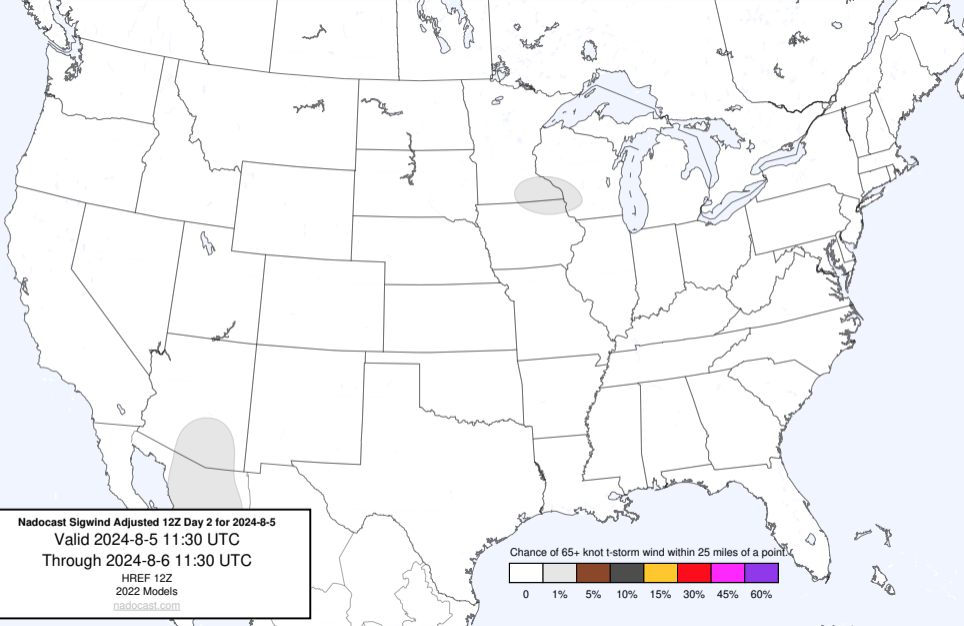 Nadocast Sigwind Adjusted 12Z Day 2 for 2024-8-5
Valid 2024-8-5 11:30 UTC
Through 2024-8-6 11:30 UTC
HREF 12Z
2022 Models
nadocast.com
Chance of 65+ knot t-storm wind within 25 miles of a point.
0 1% 5% 10% 15% 30% 45% 60%